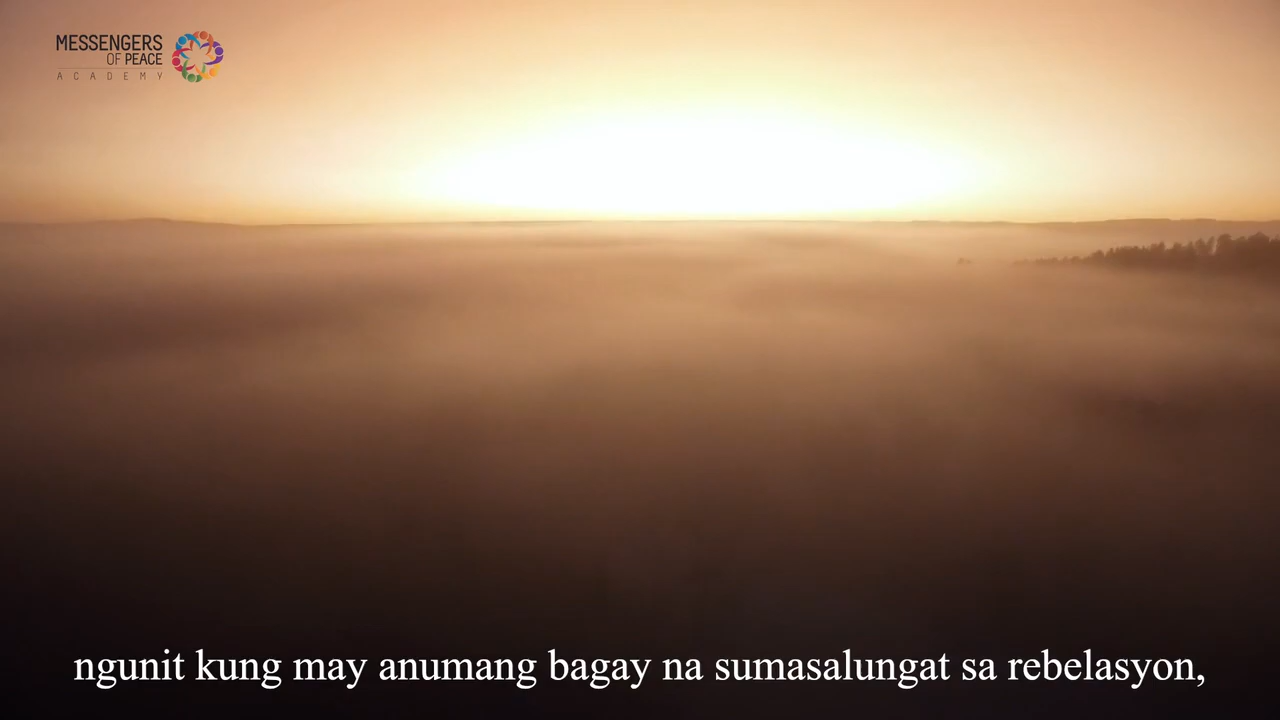 MESSENGERS
OF PEACE
ACADEMY
ngunit kung may anumang bagay na sumasalungat sa rebelasyon,